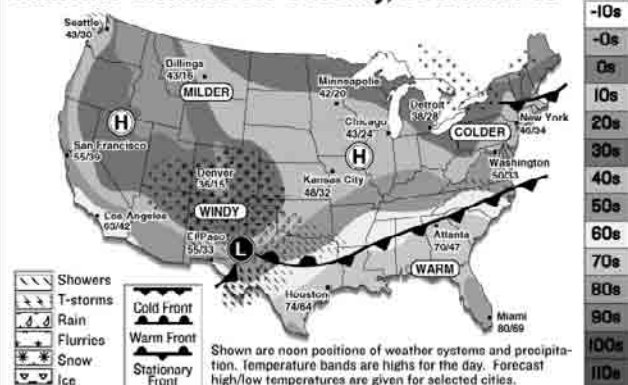 Seattle
43/30
Billings
43/16
MILDER
Minneapolis
42/20
Detroit
38/28
New York
46/34
COLDER
Chicago
43/24
H
H
San Francisco
55/39
Denver
36/15
Kansas City
48/32
Washington
50/33
WINDY
Los Angeles
63/42
El Paso
55/33
L
Atlanta
70/47
WARM
Houston
74/64
Miami
80/69
Showers
T-storms
Rain
Flurries
Snow
Ice
Cold Front
Warm Front
Stationary
Front
Shown are noon positions of weather systems and precipita-
tion. Temperature bands are highs for the day. Forecast
high/low temperatures are given for selected cities.
-10s
-0s
0s
10s
20s
30s
40s
50s
60s
70s
80s
90s
100s
110s